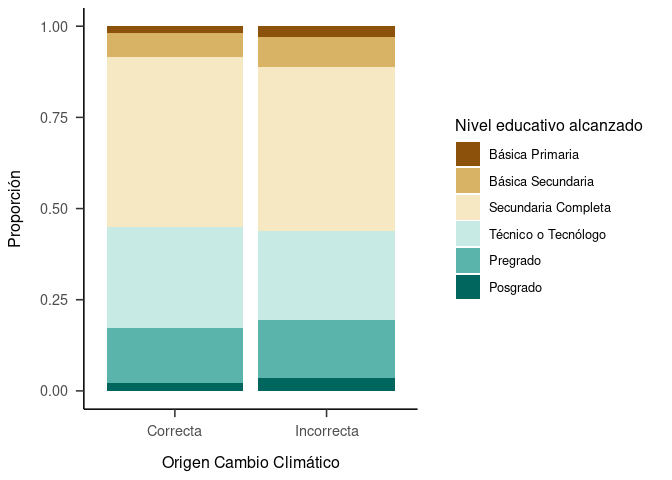 1.00
0.75
0.50
0.25
0.00
Proporción
Correcta
Incorrecta
Origen Cambio Climático
Nivel educativo alcanzado
Básica Primaria
Básica Secundaria
Secundaria Completa
Técnico o Tecnólogo
Pregrado
Posgrado